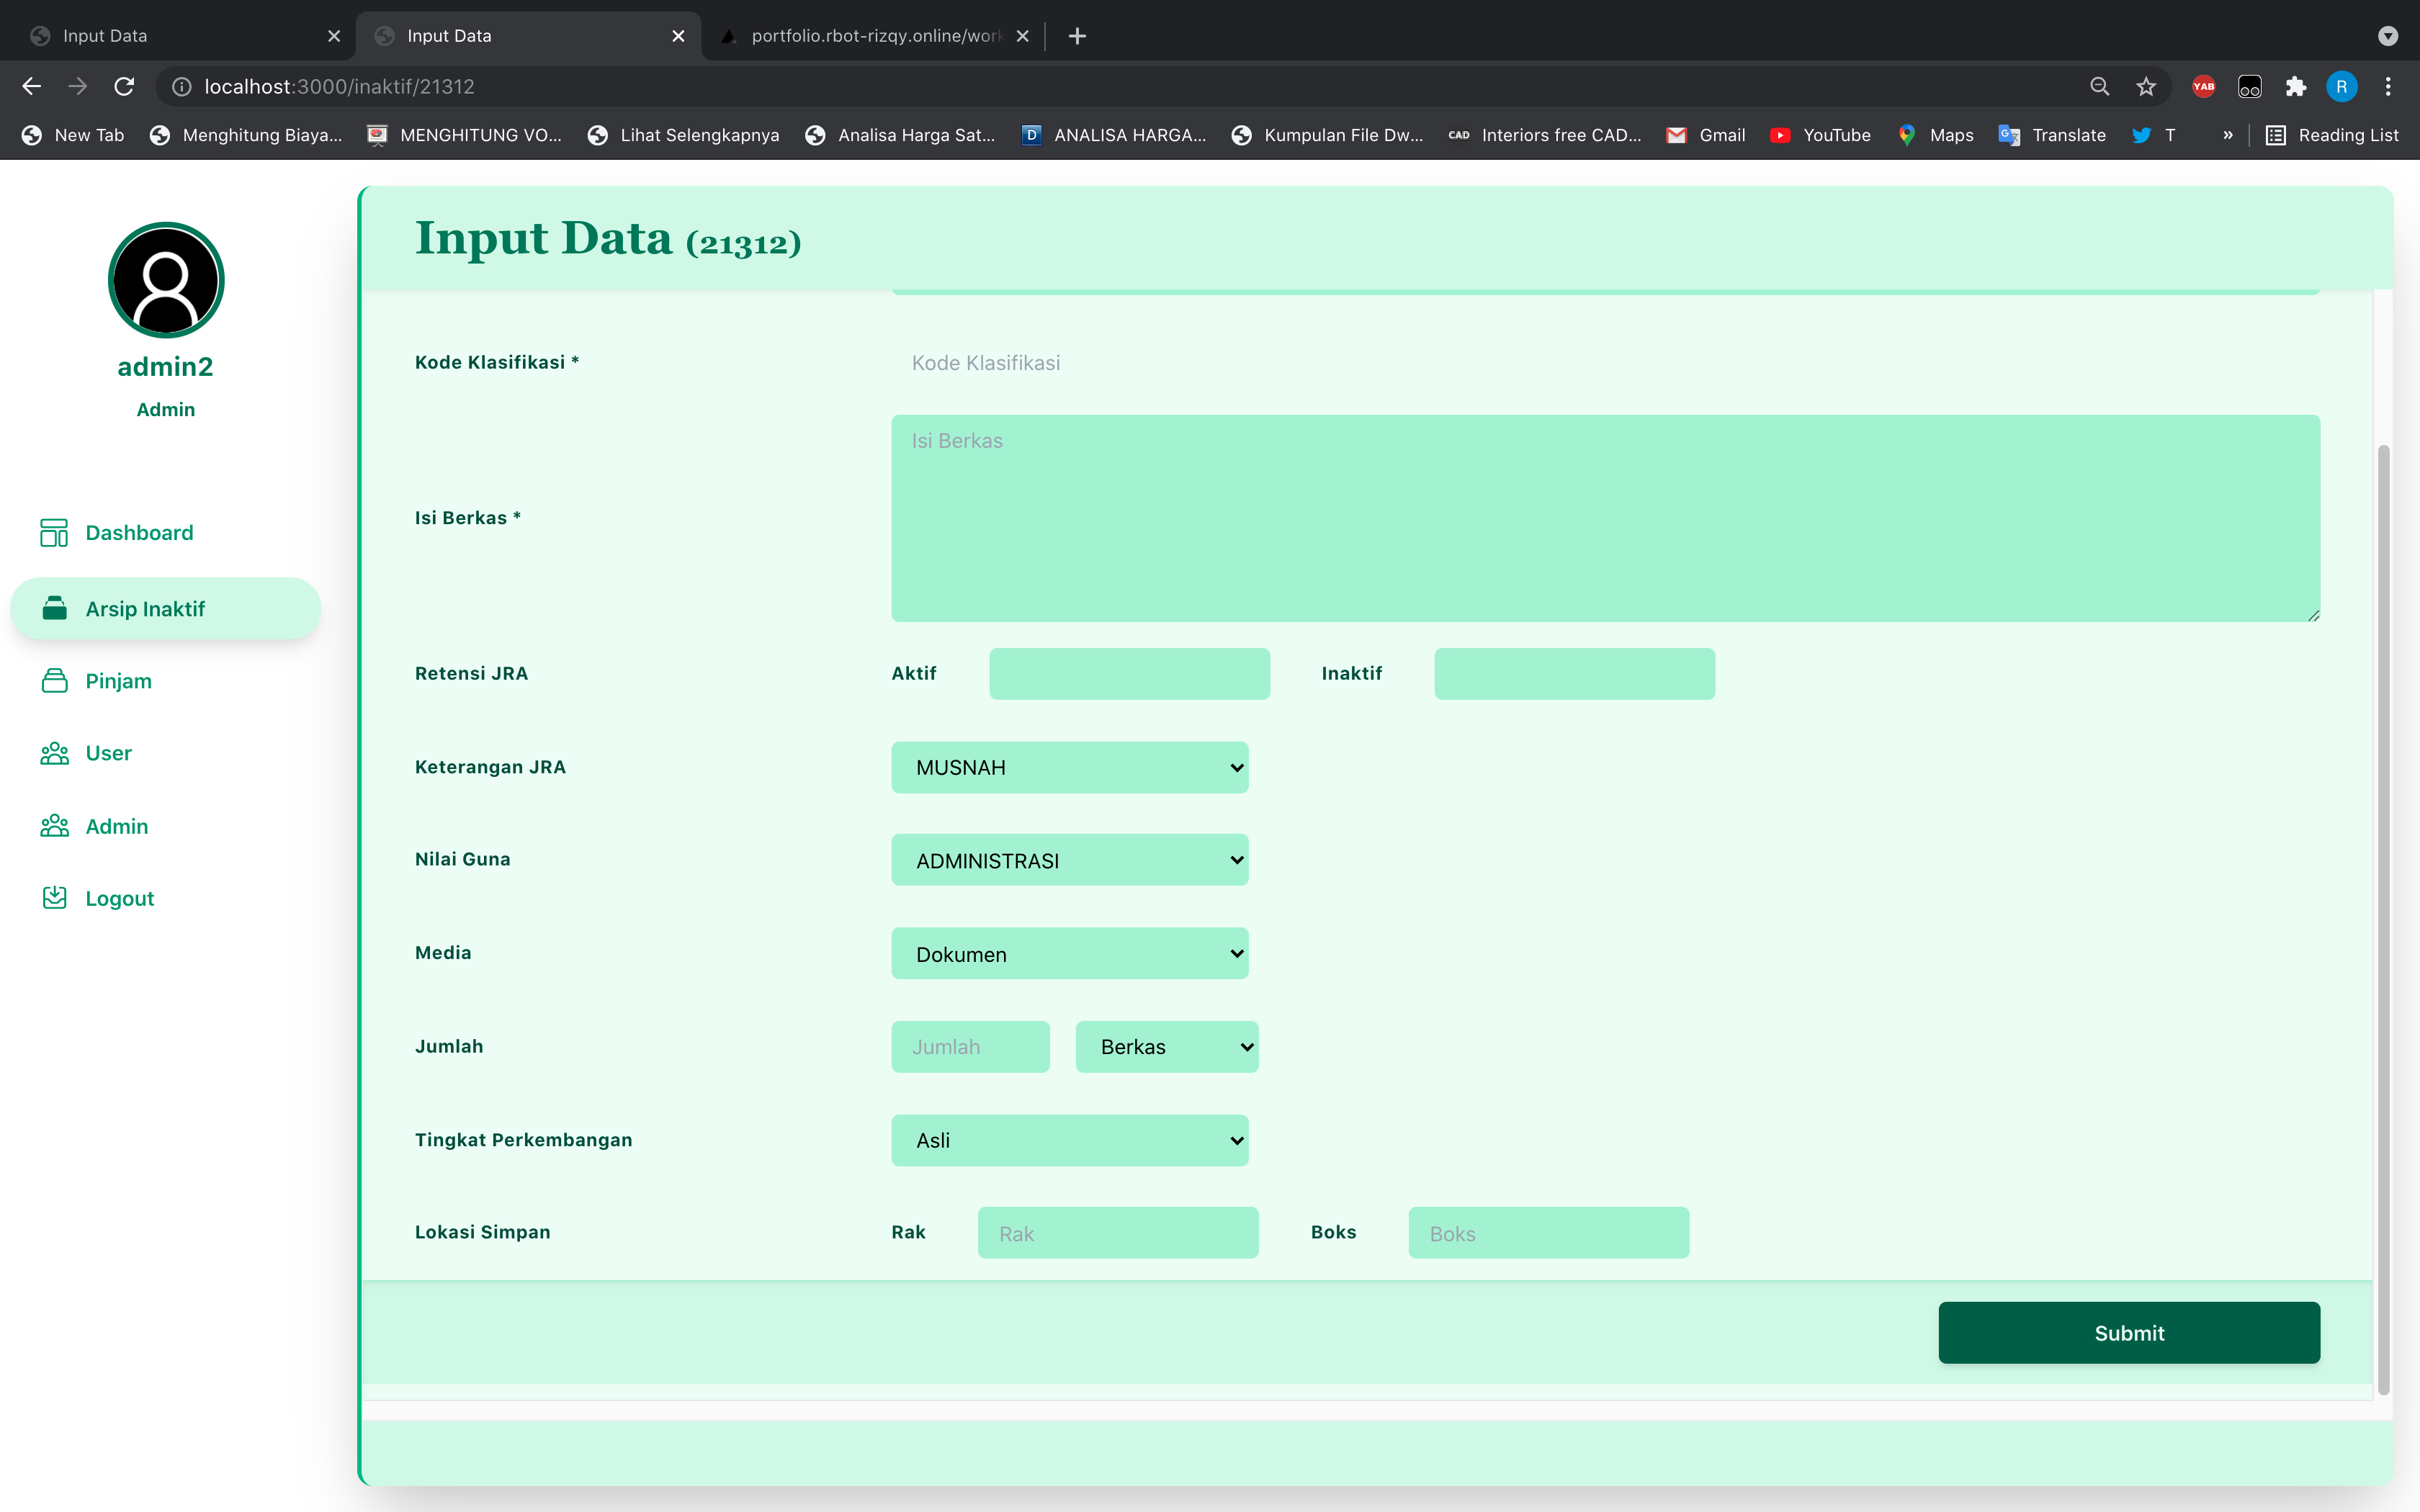 Input Data
Input Data
portfolio.rbot-rizqy.online/work
localhost:3000/inaktif/21312
YAB
R
New Tab
Menghitung Biaya...
MENGHITUNG VO...
Lihat Selengkapnya
Analisa Harga Sat...
D
ANALISA HARGA...
Kumpulan File Dw...
CAD
Interiors free CAD...
Gmail
YouTube
Maps
Translate
T
»
Reading List
admin2
Admin
Dashboard
Arsip Inaktif
Pinjam
User
Admin
Logout
Input Data (21312)
Kode Klasifikasi *
Kode Klasifikasi
Isi Berkas *
Isi Berkas
Retensi JRA
Aktif
Inaktif
Keterangan JRA
MUSNAH
Nilai Guna
ADMINISTRASI
Media
Dokumen
Jumlah
Jumlah
Berkas
Tingkat Perkembangan
Asli
Lokasi Simpan
Rak
Rak
Boks
Boks
Submit